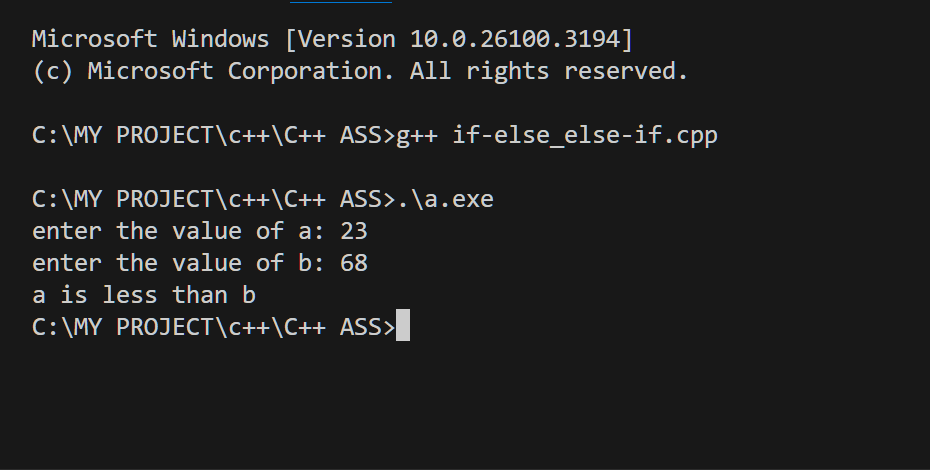 Microsoft Windows [Version 10.0.26100.3194]
(c) Microsoft Corporation. All rights reserved.
C:\MY PROJECT\c++\C++ ASS>g++ if-else_else-if.cpp
C:\MY PROJECT\c++\C++ ASS>.\a.exe
enter the value of a: 23
enter the value of b: 68
a is less than b
C:\MY PROJECT\c++\C++ ASS>